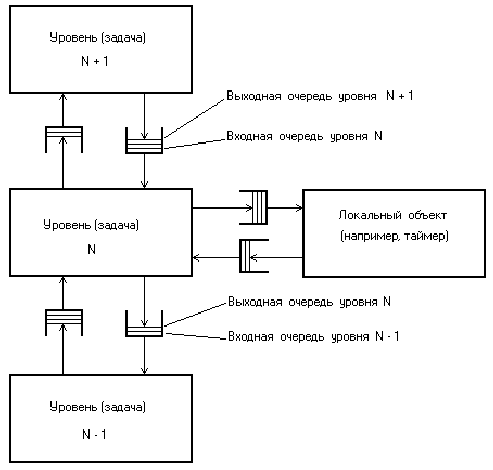 Уровень (задача)
N + 1
Выходная очередь уровня N + 1
Входная очередь уровня N
Уровень (задача)
N
Локальный объект
(например, таймер)
Выходная очередь уровня N
Входная очередь уровня N - 1
Уровень (задача)
N - 1